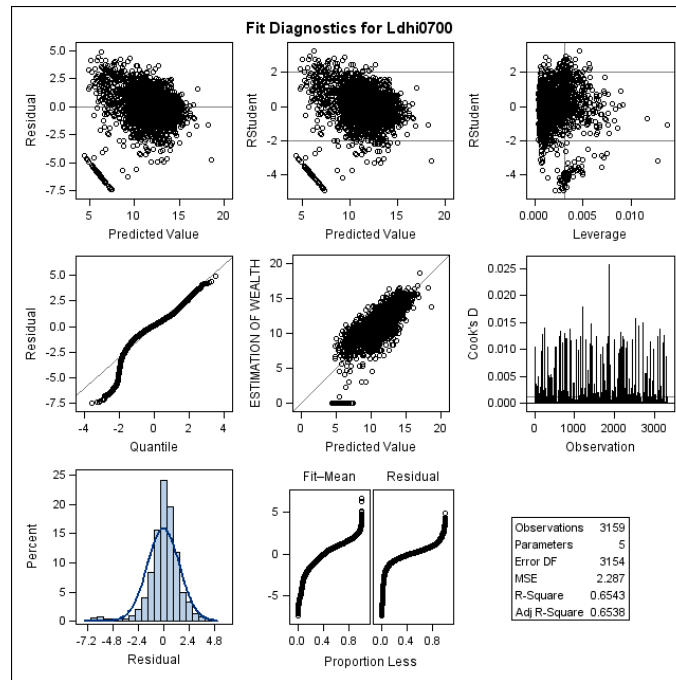 Fit Diagnostics for Ldhi0700
Residual
5.0
2.5
0.0
-2.5
-5.0
-7.5
5 10 15 20
Predicted Value
RStudent
2
0
-2
-4
5 10 15 20
Predicted Value
RStudent
2
0
-2
-4
0.000 0.005 0.010
Leverage
Residual
5.0
2.5
0.0
-2.5
-5.0
-7.5
-4 -2 0 2 4
Quantile
ESTIMATION OF WEALTH
20
15
10
5
0
0 5 10 15 20
Predicted Value
Cook's D
0.025
0.020
0.015
0.010
0.005
0.000
0 1000 2000 3000
Observation
Percent
25
20
15
10
5
0
-7.2 -4.8 -2.4 0 2.4 4.8
Residual
Fit–Mean Residual
5
0
-5
0.0 0.4 0.8 0.0 0.4 0.8
Proportion Less
Observations 3159
Parameters 5
Error DF 3154
MSE 2.287
R-Square 0.6543
Adj R-Square 0.6538